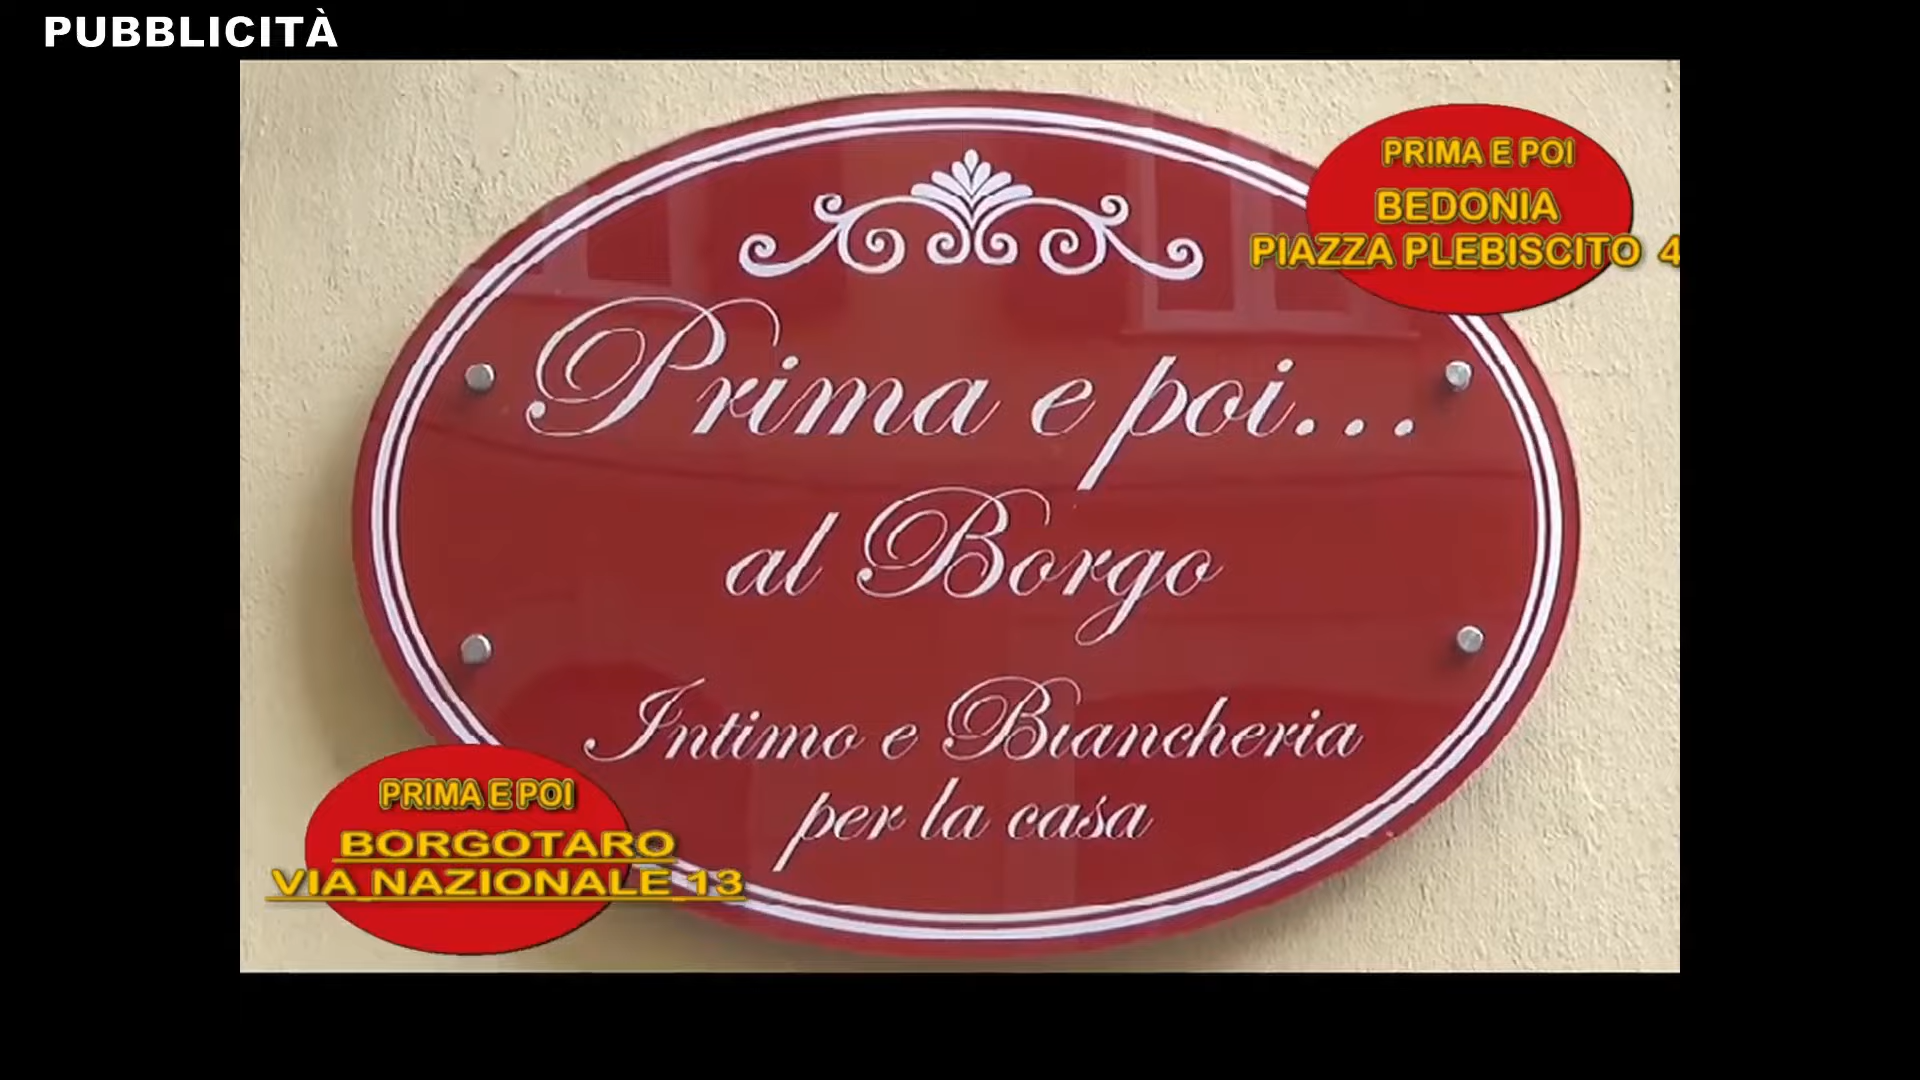 PUBBLICITÀ
PRIMA E POI
BEDONIA
PIAZZA PLEBISCITO 4
Prima e poi...
al Borgo
Intimo e Biancheria
per la casa
PRIMA E POI
BORGOTARO
VIA NAZIONALE 13